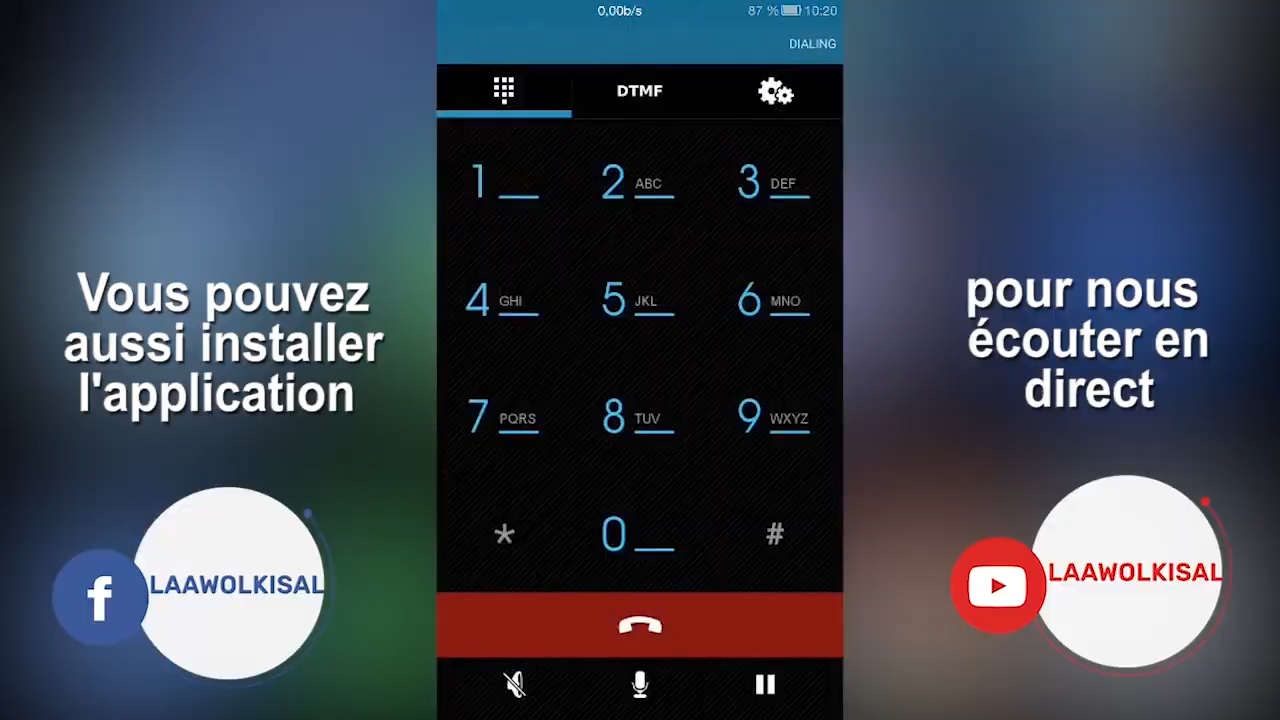 0,00b/s
87 % 10:20
DIALING
DTMF
1
2 ABC
3 DEF
4 GHI
5 JKL
6 MNO
7 PQRS
8 TUV
9 WXYZ
*
0
#
Vous pouvez
aussi installer
l'application
pour nous
écouter en
direct
f LAAWOLKISAL
LAAWOLKISAL